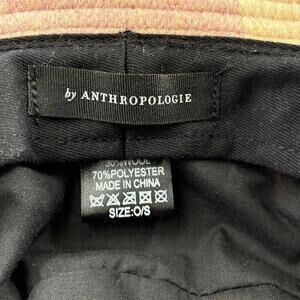 by ANTHROPOLOGIE
30%WOOL
70%POLYESTER
MADE IN CHINA
SIZE:O/S